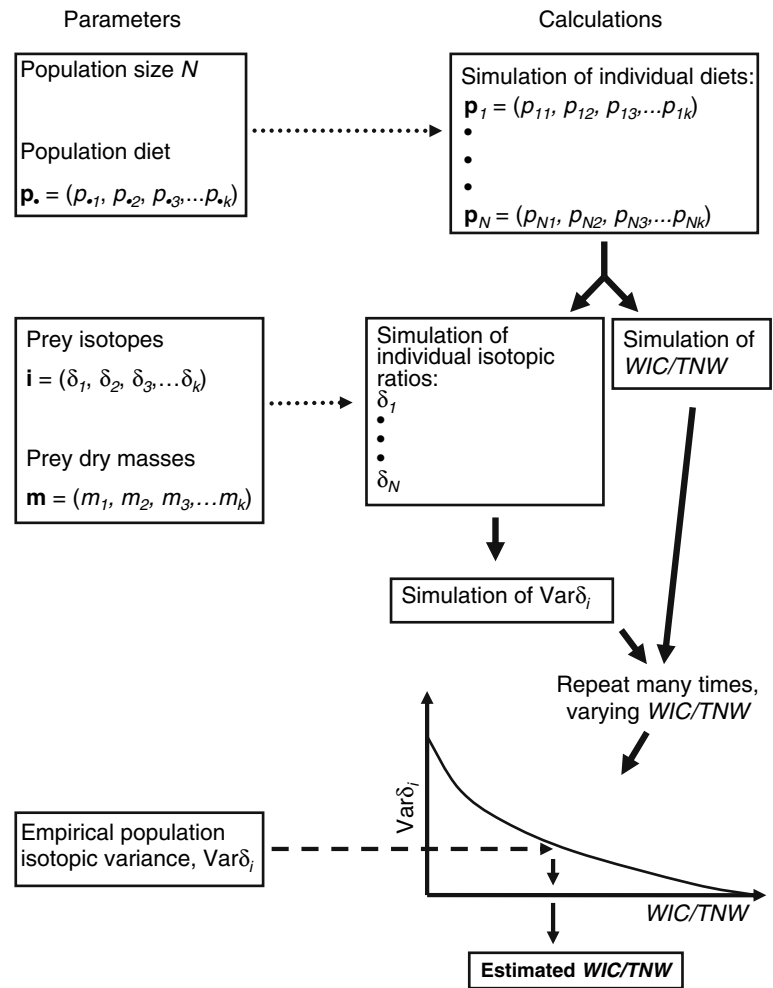 Parameters
Calculations
Population size N
Population diet
p• = (p•1, p•2, p•3,...p•k)
Simulation of individual diets:
p1 = (p11, p12, p13,...p1k)
•
•
•
pN = (pN1, pN2, pN3,...pNk)
Prey isotopes
i = (δ1, δ2, δ3,...δk)
Prey dry masses
m = (m1, m2, m3,...mk)
Simulation of
individual isotopic
ratios:
δ1
•
•
•
δN
Simulation of
WIC/TNW
Simulation of Varδi
Repeat many times,
varying WIC/TNW
Varδi
Empirical population
isotopic variance, Varδi
WIC/TNW
Estimated WIC/TNW